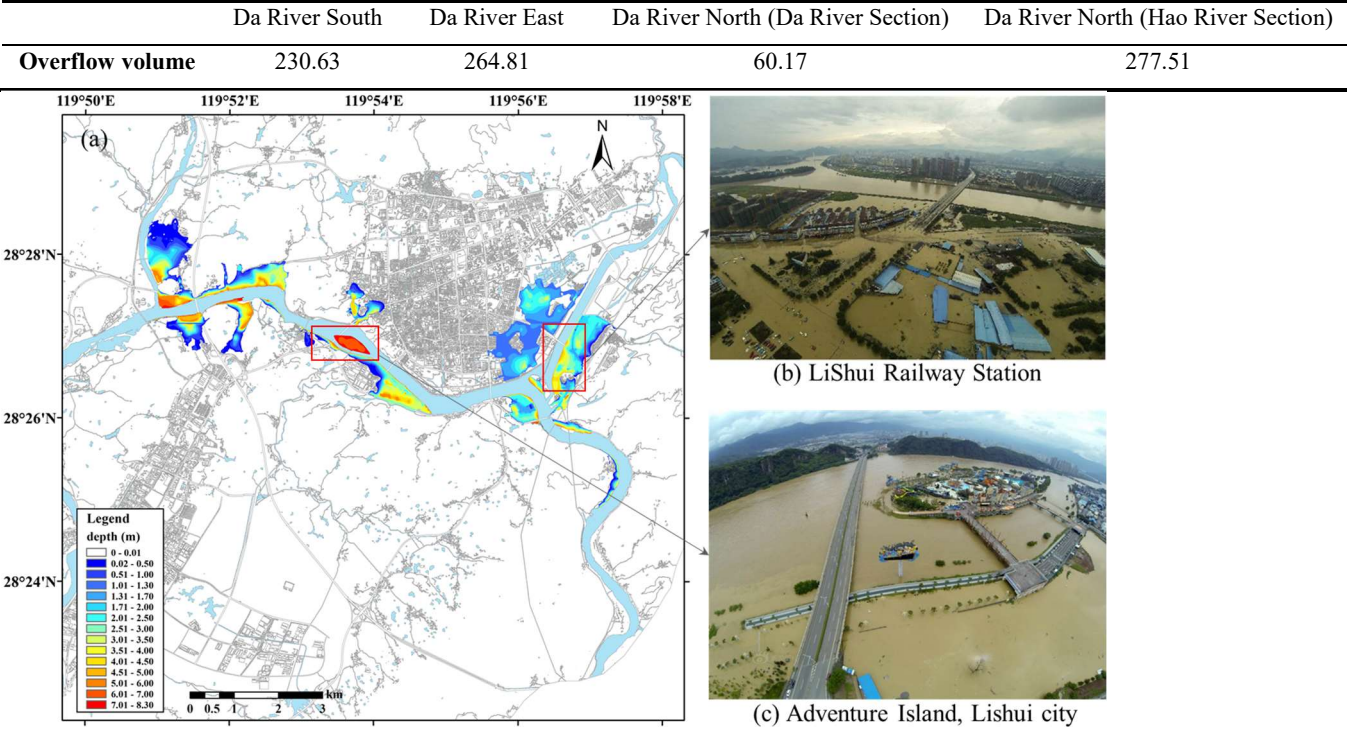 Da River South Da River East Da River North (Da River Section) Da River North (Hao River Section)
Overflow volume 230.63 264.81 60.17 277.51
119°50'E 119°52'E 119°54'E 119°56'E 119°58'E
(a)
N
28°28'N
28°26'N
28°24'N
Legend
depth (m)
0 - 0.01
0.02 - 0.50
0.51 - 1.00
1.01 - 1.30
1.31 - 1.70
1.71 - 2.00
2.01 - 2.50
2.51 - 3.00
3.01 - 3.50
3.51 - 4.00
4.01 - 4.50
4.51 - 5.00
5.01 - 6.00
6.01 - 7.00
7.01 - 8.30
km
0 0.5 1 2 3
(b) LiShui Railway Station
(c) Adventure Island, Lishui city